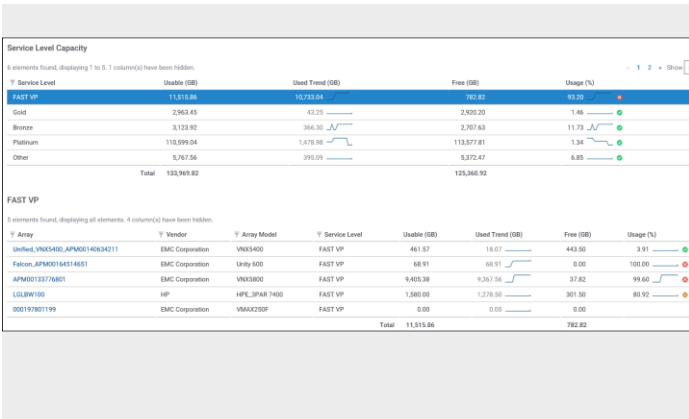 Service Level Capacity
6 elements found, displaying 1 to 5. 1 column(s) have been hidden.
1 2 Show
Service Level Usable (GB) Used Trend (GB) Free (GB) Usage (%)
FAST VP 11,515.86 10,733.04 782.82 93.20
Gold 2,963.45 43.25 2,920.20 1.46
Bronze 3,123.92 366.30 2,707.63 11.73
Platinum 110,599.04 1,478.98 113,577.81 1.34
Other 5,767.56 395.09 5,372.47 6.85
Total 133,969.82 125,360.92
FAST VP
5 elements found, displaying all elements. 4 column(s) have been hidden.
Array Vendor Array Model Service Level Usable (GB) Used Trend (GB) Free (GB) Usage (%)
Unified_VNX5400_APM00140634211 EMC Corporation VNX5400 FAST VP 461.57 18.07 443.50 3.91
Falcon_APM00164514651 EMC Corporation Unity 600 FAST VP 68.91 68.91 0.00 100.00
APM00133776801 EMC Corporation VNX5800 FAST VP 9,405.38 9,367.56 37.82 99.60
LGLBW100 HP HPE_3PAR 7400 FAST VP 1,580.00 1,278.50 301.50 80.92
000197801199 EMC Corporation VMAX250F FAST VP 0.00 0.00 0.00
Total 11,515.86 782.82